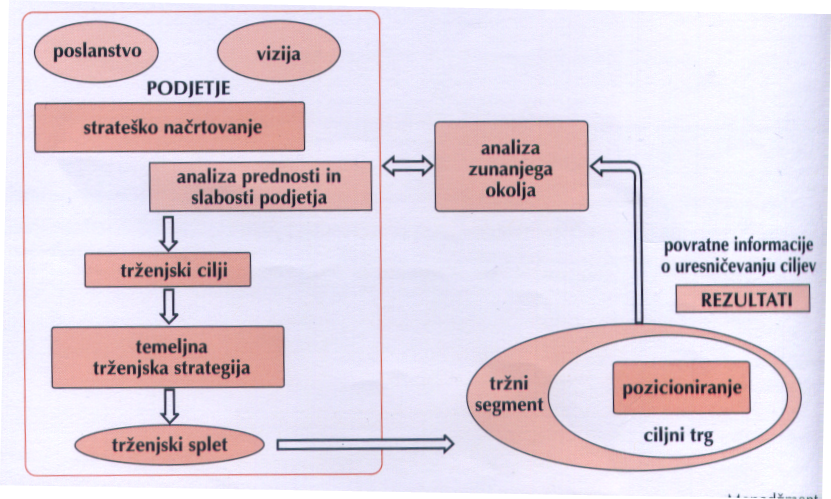 poslanstvo
vizija
PODJETJE
strateško načrtovanje
analiza prednosti in
slabosti podjetja
analiza
zunanjega
okolja
trženjski cilji
temeljna
trženjska strategija
trženjski splet
povratne informacije
o uresničevanju ciljev
REZULTATI
tržni
segment
pozicioniranje
ciljni trg